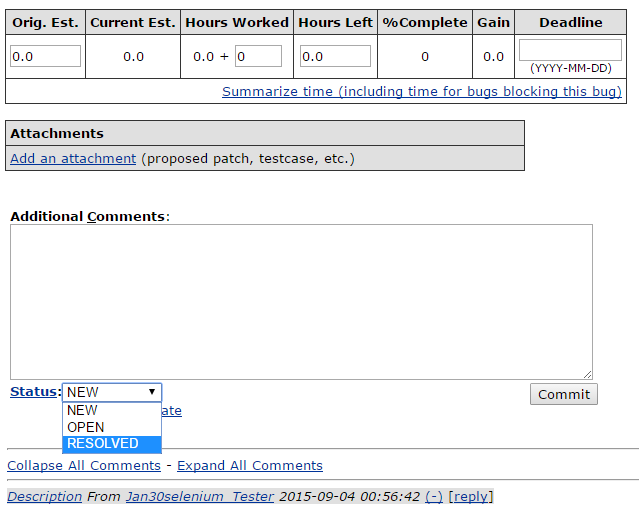 Orig. Est. Current Est. Hours Worked Hours Left %Complete Gain Deadline
0.0 0.0 0.0 + 0 0.0 0 0.0
(YYYY-MM-DD)
Summarize time (including time for bugs blocking this bug)
Attachments
Add an attachment (proposed patch, testcase, etc.)
Additional Comments:
Status: NEW Commit
NEW
OPEN
RESOLVED
Collapse All Comments - Expand All Comments
Description From Jan30selenium_Tester 2015-09-04 00:56:42 (-) [reply]